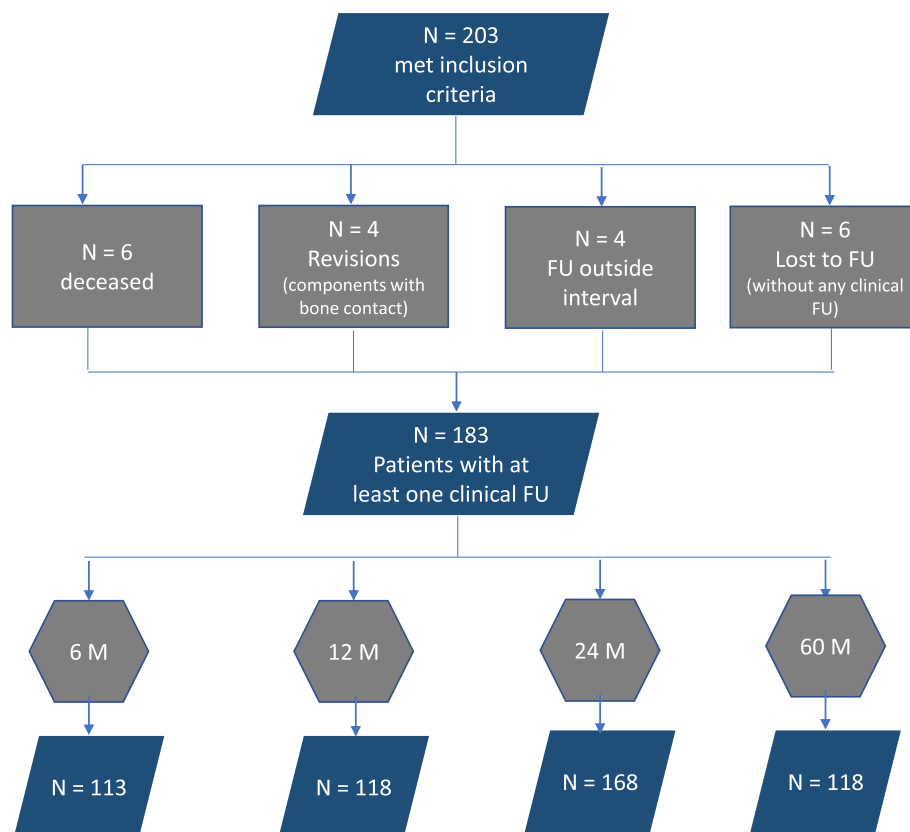 N = 203
met inclusion
criteria
N = 6
deceased
N = 4
Revisions
(components with
bone contact)
N = 4
FU outside
interval
N = 6
Lost to FU
(without any clinical
FU)
N = 183
Patients with at
least one clinical FU
6 M
12 M
24 M
60 M
N = 113
N = 118
N = 168
N = 118